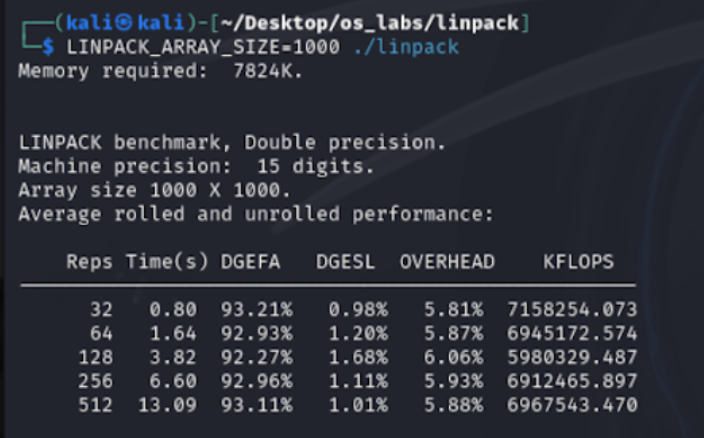 ┌──(kali㉿kali)-[~/Desktop/os_labs/linpack]
└─$ LINPACK_ARRAY_SIZE=1000 ./linpack
Memory required:  7824K.
LINPACK benchmark, Double precision.
Machine precision:  15 digits.
Array size 1000 X 1000.
Average rolled and unrolled performance:
Reps Time(s) DGEFA   DGESL  OVERHEAD    KFLOPS
32   0.80  93.21%   0.98%   5.81%  7158254.073
64   1.64  92.93%   1.20%   5.87%  6945172.574
128   3.82  92.27%   1.68%   6.06%  5980329.487
256   6.60  92.96%   1.11%   5.93%  6912465.897
512  13.09  93.11%   1.01%   5.88%  6967543.470